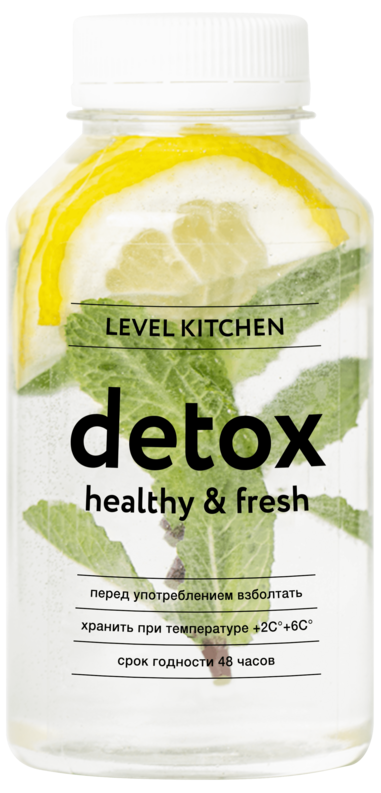 LEVEL KITCHEN
detox
healthy & fresh
перед употреблением взболтать
хранить при температуре +2C°+6C°
срок годности 48 часов